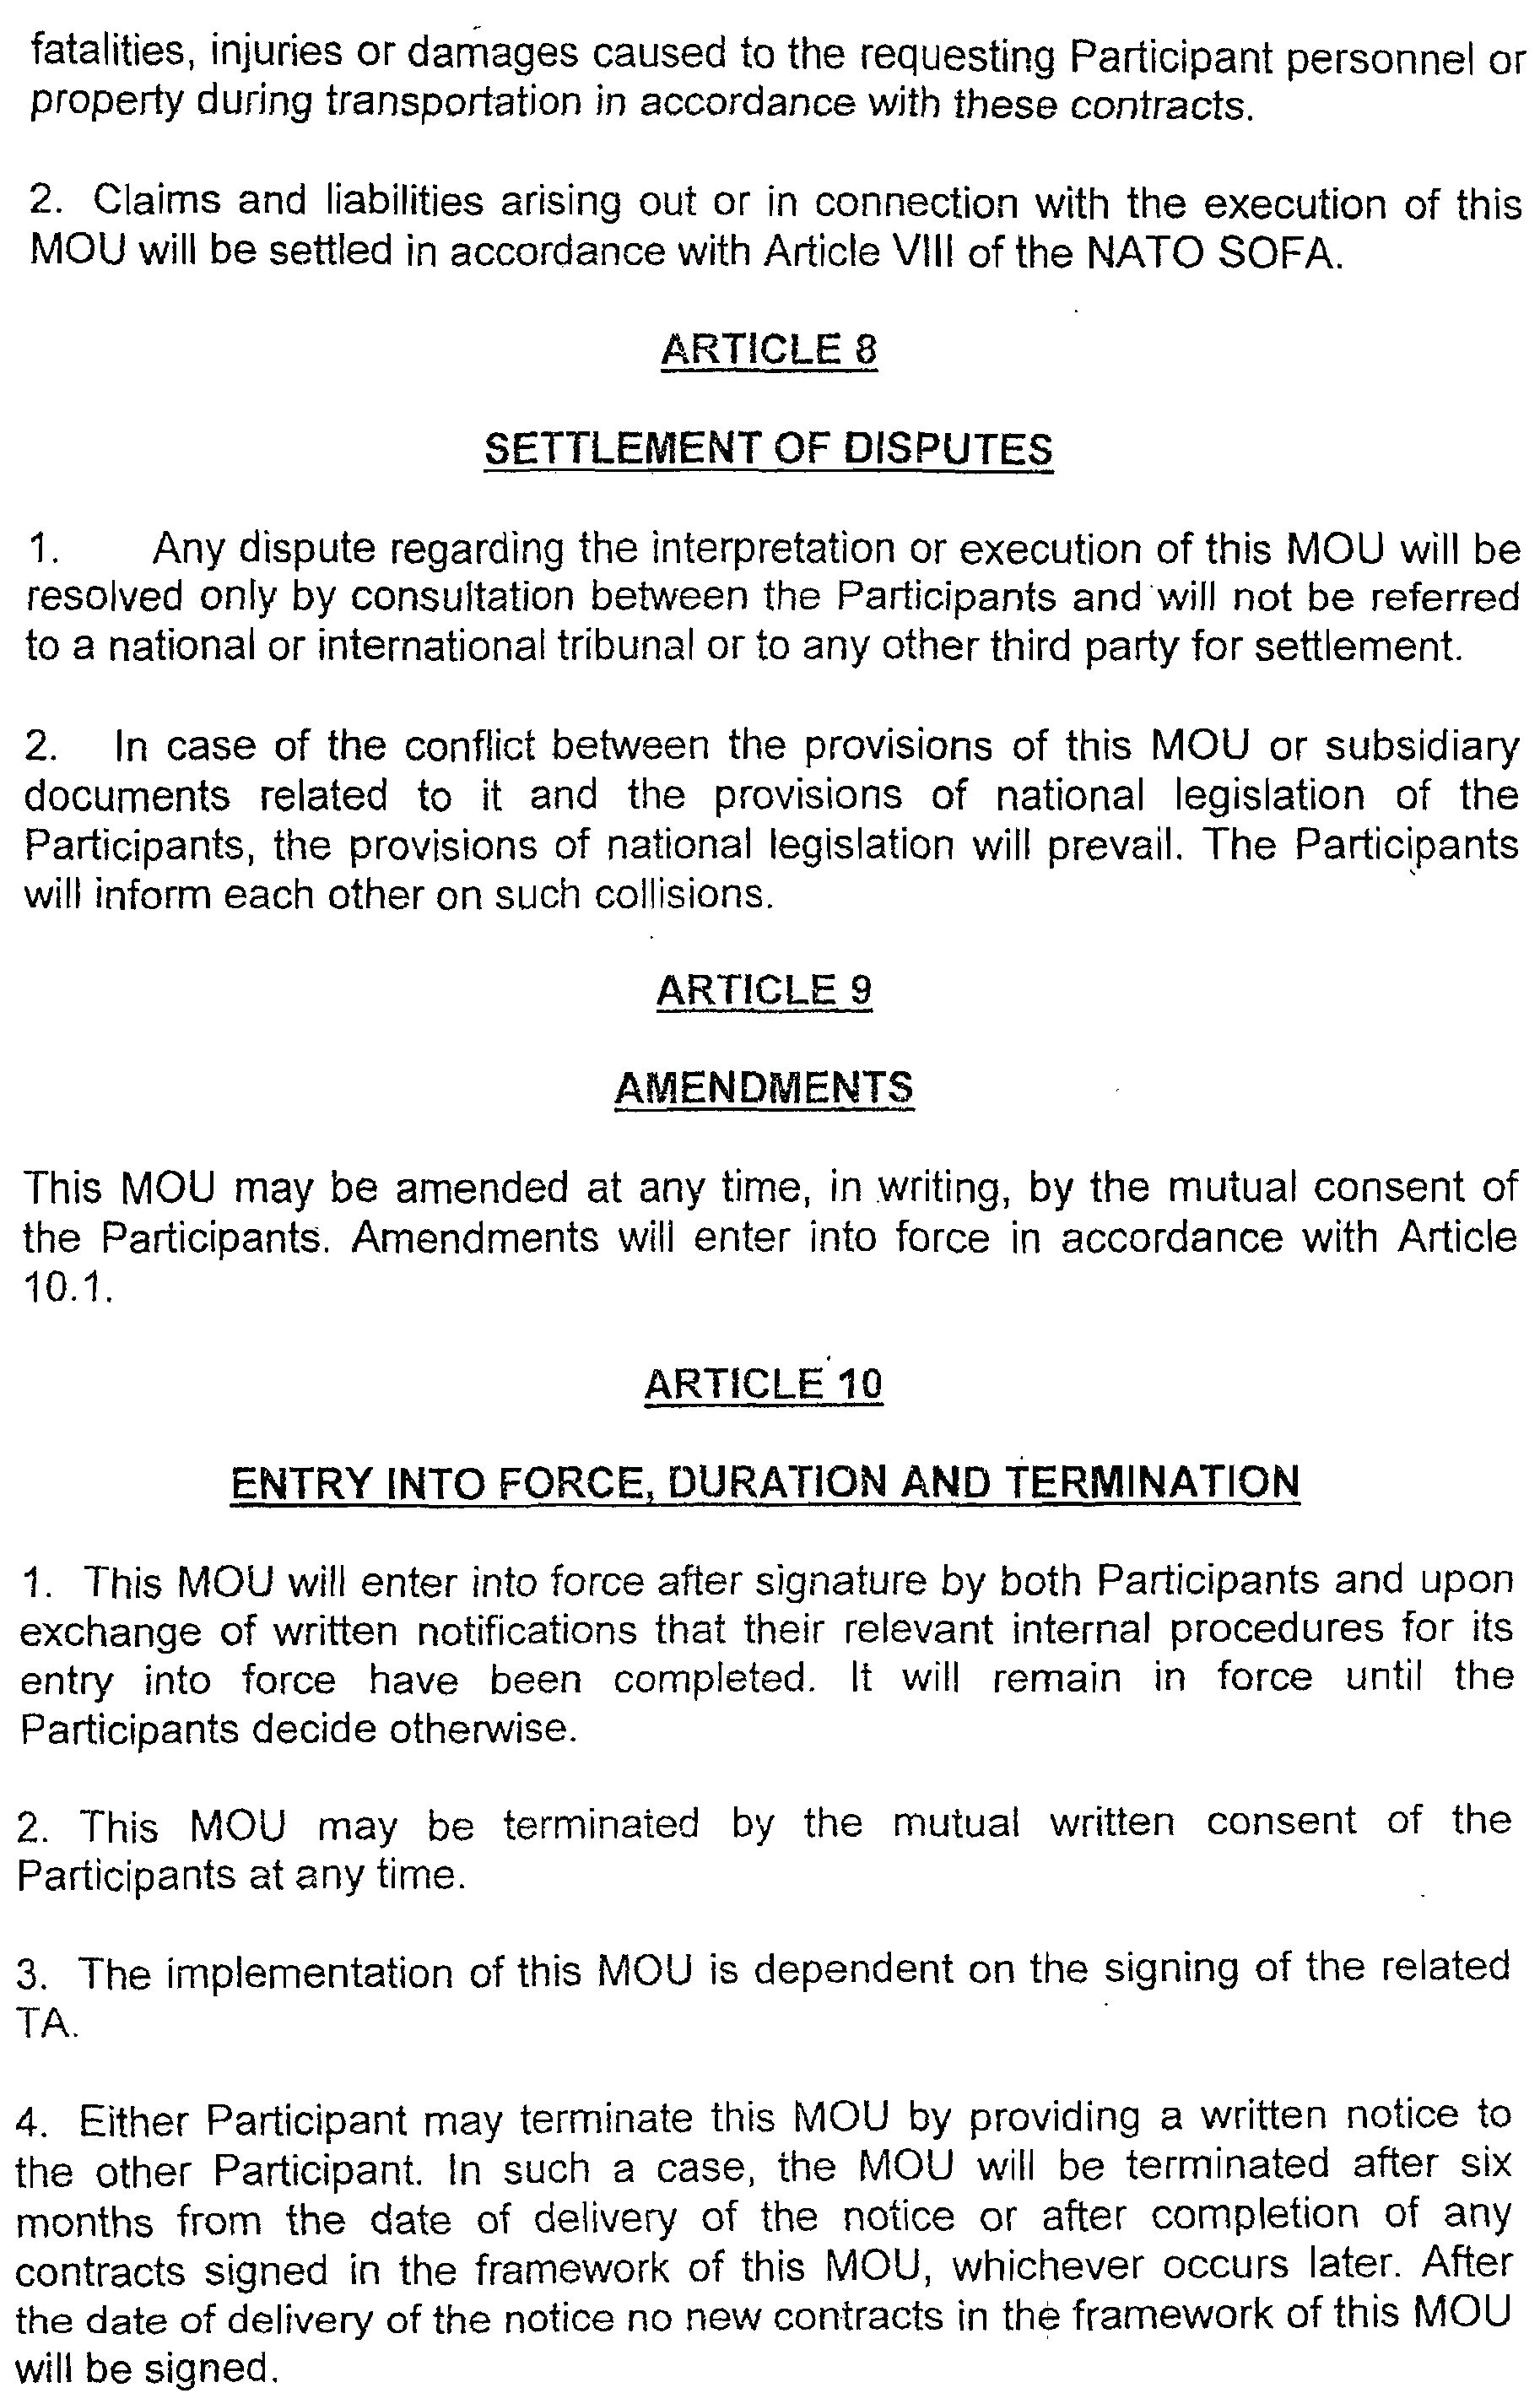 fatalities, injuries or damages caused to the requesting Participant personnel or
property during transportation in accordance with these contracts.
2. Claims and liabilities arising out or in connection with the execution of this
MOU will be settled in accordance with Article VIII of the NATO SOFA.
ARTICLE 8
SETTLEMENT OF DISPUTES
1. Any dispute regarding the interpretation or execution of this MOU will be
resolved only by consultation between the Participants and will not be referred
to a national or international tribunal or to any other third party for settlement.
2. In case of the conflict between the provisions of this MOU or subsidiary
documents related to it and the provisions of national legislation of the
Participants, the provisions of national legislation will prevail. The Participants
will inform each other on such collisions.
ARTICLE 9
AMENDMENTS
This MOU may be amended at any time, in writing, by the mutual consent of
the Participants. Amendments will enter into force in accordance with Article
10.1.
ARTICLE 10
ENTRY INTO FORCE, DURATION AND TERMINATION
1. This MOU will enter into force after signature by both Participants and upon
exchange of written notifications that their relevant internal procedures for its
entry into force have been completed. It will remain in force until the
Participants decide otherwise.
2. This MOU may be terminated by the mutual written consent of the
Participants at any time.
3. The implementation of this MOU is dependent on the signing of the related
TA.
4. Either Participant may terminate this MOU by providing a written notice to
the other Participant. In such a case, the MOU will be terminated after six
months from the date of delivery of the notice or after completion of any
contracts signed in the framework of this MOU, whichever occurs later. After
the date of delivery of the notice no new contracts in the framework of this MOU
will be signed.